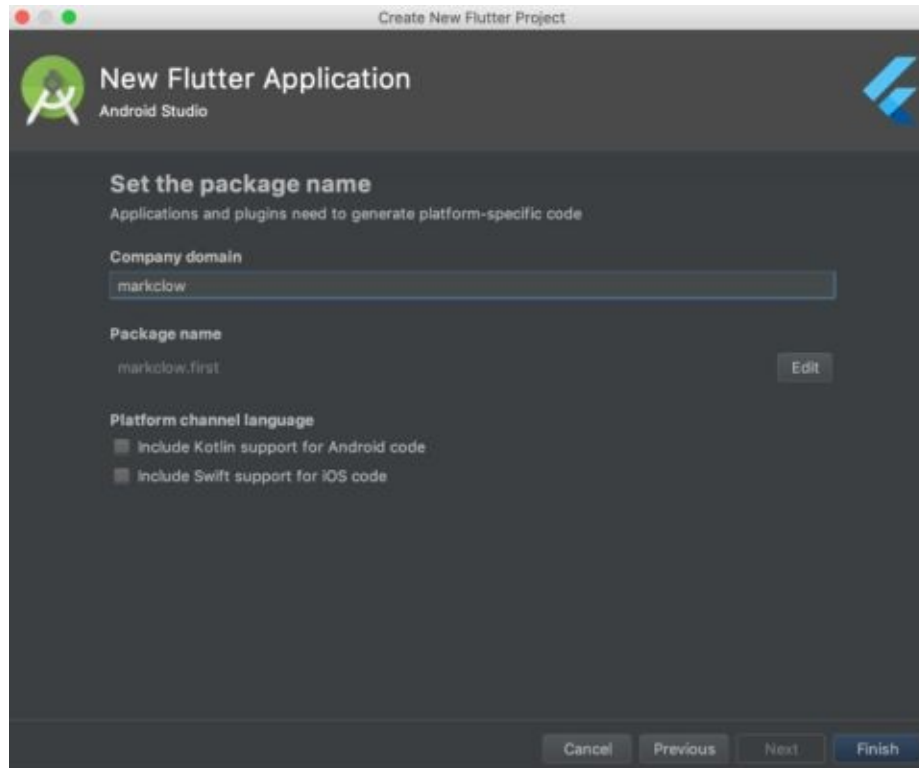 Create New Flutter Project
New Flutter Application
Android Studio
Set the package name
Applications and plugins need to generate platform-specific code
Company domain
markclow
Package name
markclow.first
Edit
Platform channel language
Include Kotlin support for Android code
Include Swift support for iOS code
Cancel
Previous
Next
Finish